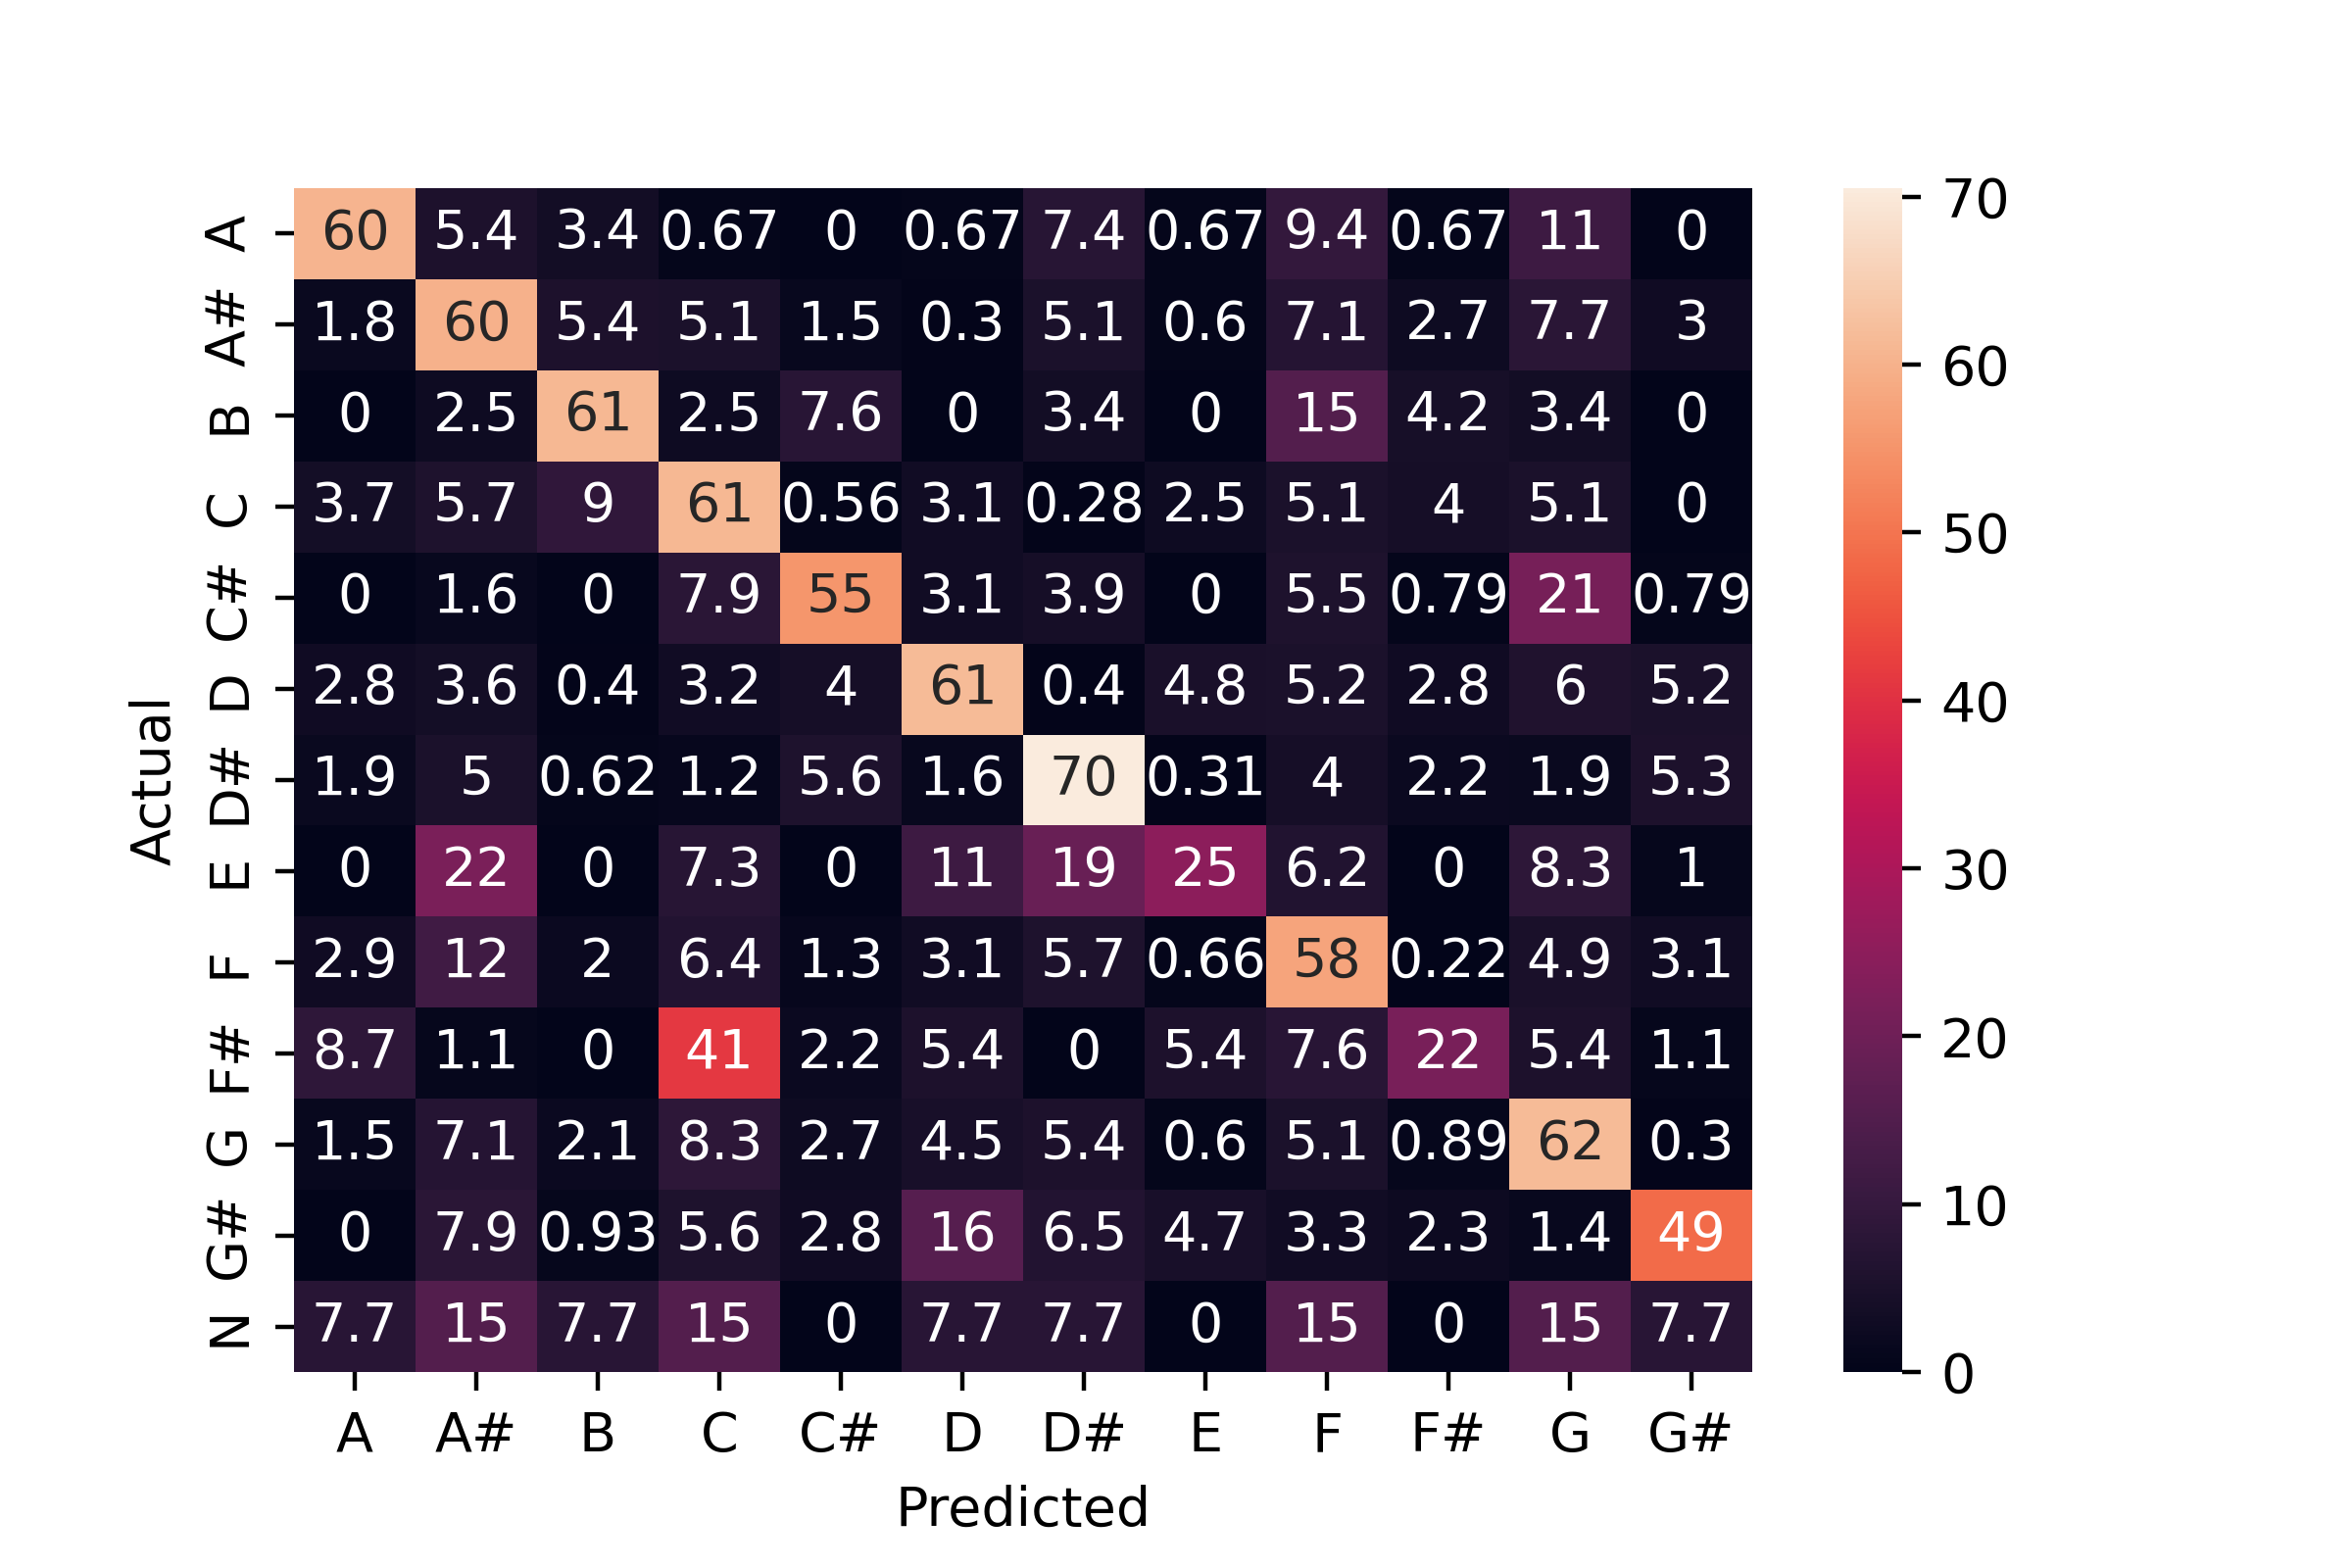 A 60 5.4 3.4 0.67 0 0.67 7.4 0.67 9.4 0.67 11 0
A# 1.8 60 5.4 5.1 1.5 0.3 5.1 0.6 7.1 2.7 7.7 3
B 0 2.5 61 2.5 7.6 0 3.4 0 15 4.2 3.4 0
C 3.7 5.7 9 61 0.56 3.1 0.28 2.5 5.1 4 5.1 0
C# 0 1.6 0 7.9 55 3.1 3.9 0 5.5 0.79 21 0.79
D 2.8 3.6 0.4 3.2 4 61 0.4 4.8 5.2 2.8 6 5.2
D# 1.9 5 0.62 1.2 5.6 1.6 70 0.31 4 2.2 1.9 5.3
E 0 22 0 7.3 0 11 19 25 6.2 0 8.3 1
F 2.9 12 2 6.4 1.3 3.1 5.7 0.66 58 0.22 4.9 3.1
F# 8.7 1.1 0 41 2.2 5.4 0 5.4 7.6 22 5.4 1.1
G 1.5 7.1 2.1 8.3 2.7 4.5 5.4 0.6 5.1 0.89 62 0.3
G# 0 7.9 0.93 5.6 2.8 16 6.5 4.7 3.3 2.3 1.4 49
N 7.7 15 7.7 15 0 7.7 7.7 0 15 0 15 7.7
A A# B C C# D D# E F F# G G#
Predicted
Actual
70
60
50
40
30
20
10
0